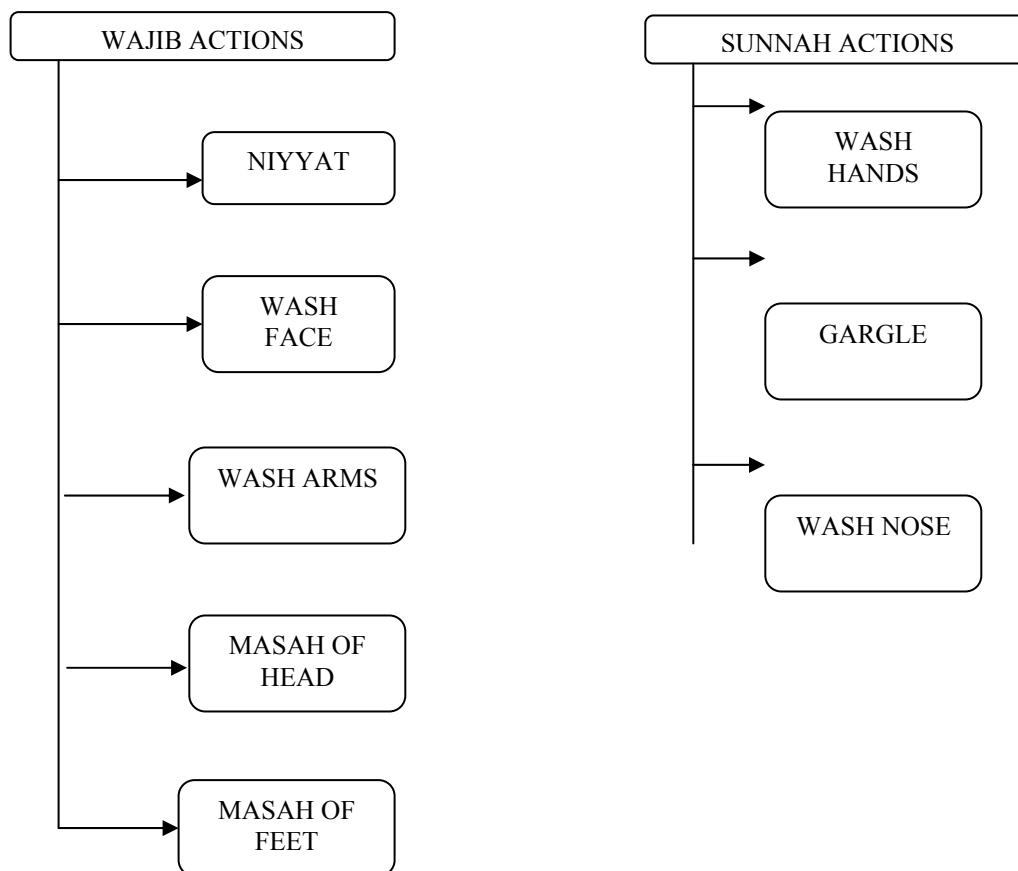 WAJIB ACTIONS
NIYYAT
WASH
FACE
WASH ARMS
MASAH OF
HEAD
MASAH OF
FEET
SUNNAH ACTIONS
WASH
HANDS
GARGLE
WASH NOSE